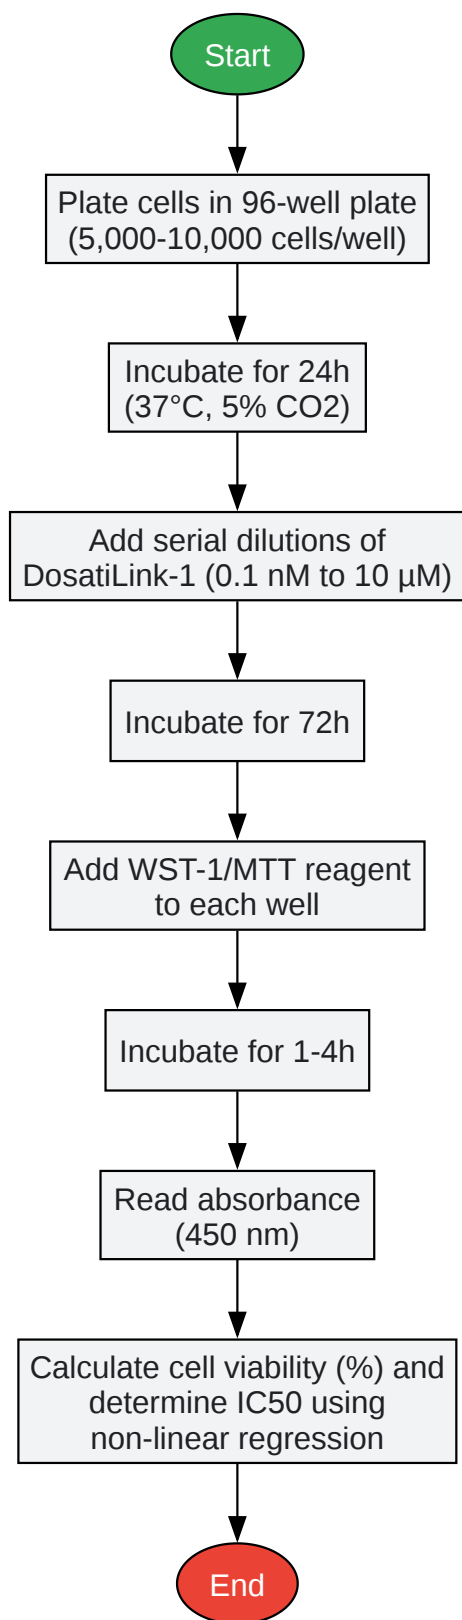 Start
Plate cells in 96-well plate
(5,000-10,000 cells/well)
Incubate for 24h
(37°C, 5% CO2)
Add serial dilutions of
DosatiLink-1 (0.1 nM to 10 µM)
Incubate for 72h
Add WST-1/MTT reagent
to each well
Incubate for 1-4h
Read absorbance
(450 nm)
Calculate cell viability (%) and
determine IC50 using
non-linear regression
End